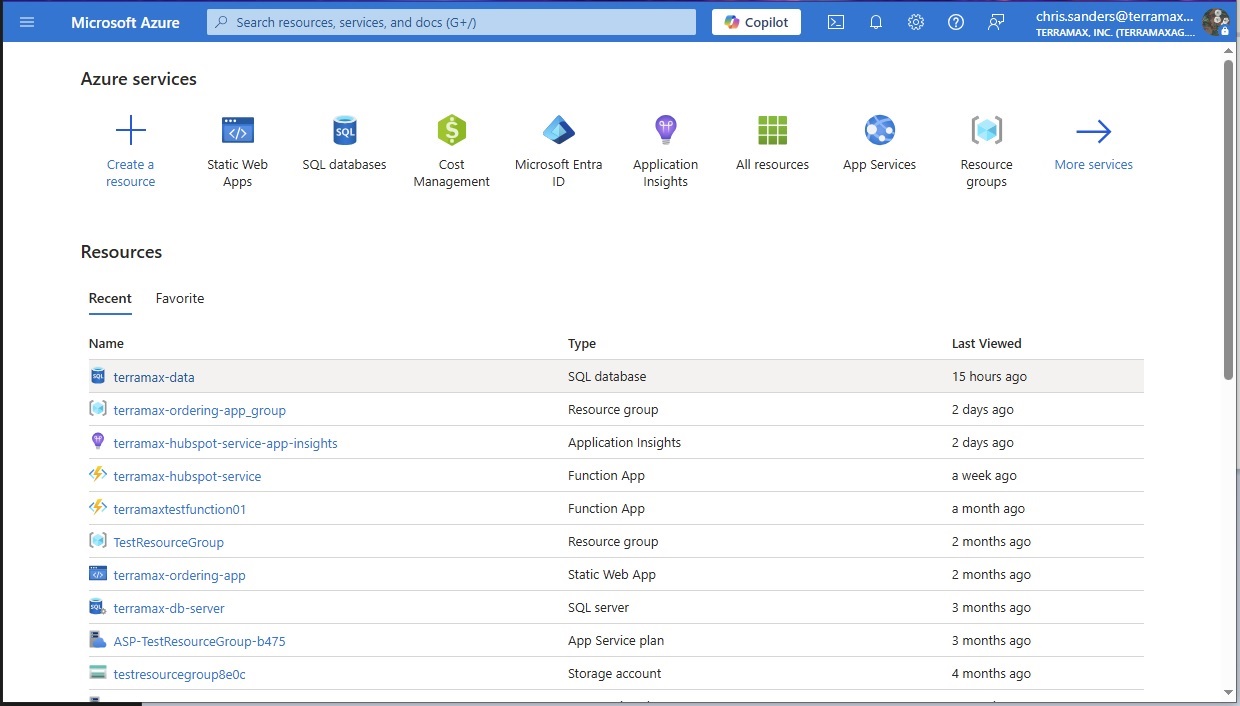 Microsoft Azure
Search resources, services, and docs (G+/)
Copilot
chris.sanders@terramax...
TERRAMAX, INC. (TERRAMAXAG....
Azure services
Create a resource
Static Web Apps
SQL databases
Cost Management
Microsoft Entra ID
Application Insights
All resources
App Services
Resource groups
More services
Resources
Recent Favorite
Name Type Last Viewed
terramax-data SQL database 15 hours ago
terramax-ordering-app_group Resource group 2 days ago
terramax-hubspot-service-app-insights Application Insights 2 days ago
terramax-hubspot-service Function App a week ago
terramaxtestfunction01 Function App a month ago
TestResourceGroup Resource group 2 months ago
terramax-ordering-app Static Web App 2 months ago
terramax-db-server SQL server 3 months ago
ASP-TestResourceGroup-b475 App Service plan 3 months ago
testresourcegroup8e0c Storage account 4 months ago